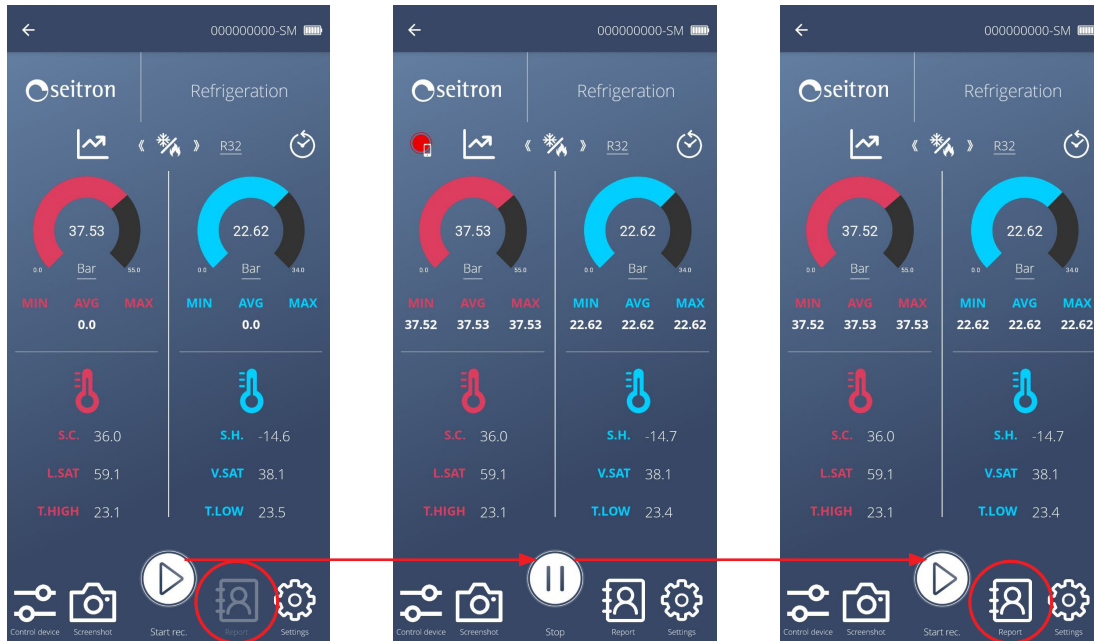 000000000-SM
seitron
Refrigeration
R32
37.53
22.62
0.0
Bar
55.0
0.0
Bar
34.0
MIN AVG MAX
MIN AVG MAX
0.0
0.0
S.C. 36.0
S.H. -14.6
L.SAT 59.1
V.SAT 38.1
T.HIGH 23.1
T.LOW 23.5
Control device
Screenshot
Start rec.
Report
Settings
000000000-SM
seitron
Refrigeration
R32
37.53
22.62
0.0
Bar
55.0
0.0
Bar
34.0
MIN AVG MAX
MIN AVG MAX
37.52 37.53 37.53
22.62 22.62 22.62
S.C. 36.0
S.H. -14.7
L.SAT 59.1
V.SAT 38.1
T.HIGH 23.1
T.LOW 23.4
Control device
Screenshot
Stop
Report
Settings
000000000-SM
seitron
Refrigeration
R32
37.52
22.62
0.0
Bar
55.0
0.0
Bar
34.0
MIN AVG MAX
MIN AVG MAX
37.52 37.53 37.53
22.62 22.62 22.62
S.C. 36.0
S.H. -14.7
L.SAT 59.1
V.SAT 38.1
T.HIGH 23.1
T.LOW 23.4
Control device
Screenshot
Start rec.
Report
Settings